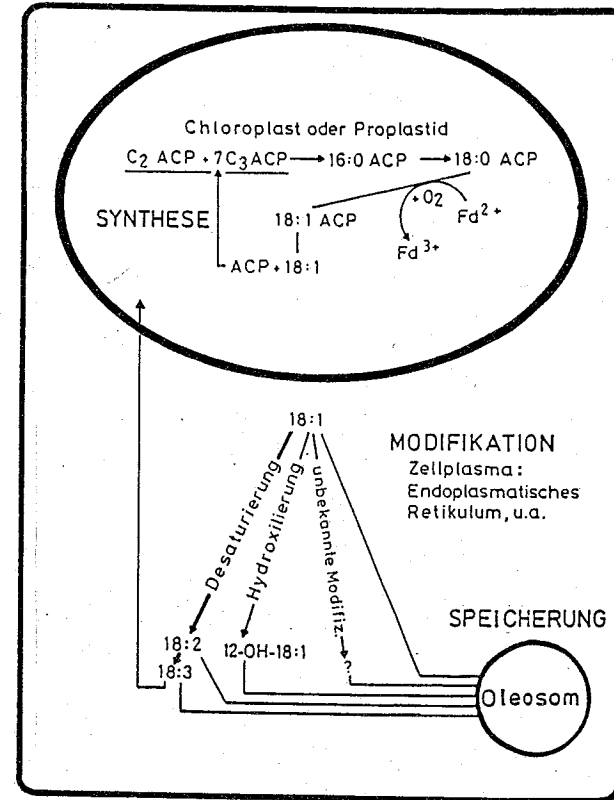 Chloroplast oder Proplastid
C₂ ACP + 7C₃ACP → 16:0 ACP → 18:0 ACP
+ O₂
SYNTHESE
18:1 ACP
Fd²⁺
Fd³⁺
ACP + 18:1
18:1
MODIFIKATION
Zellplasma:
Endoplasmatisches
Retikulum, u.a.
Desaturierung
Hydroxilierung
unbekannte Modifiz.
SPEICHERUNG
18:2
12-OH-18:1
?
18:3
Oleosom